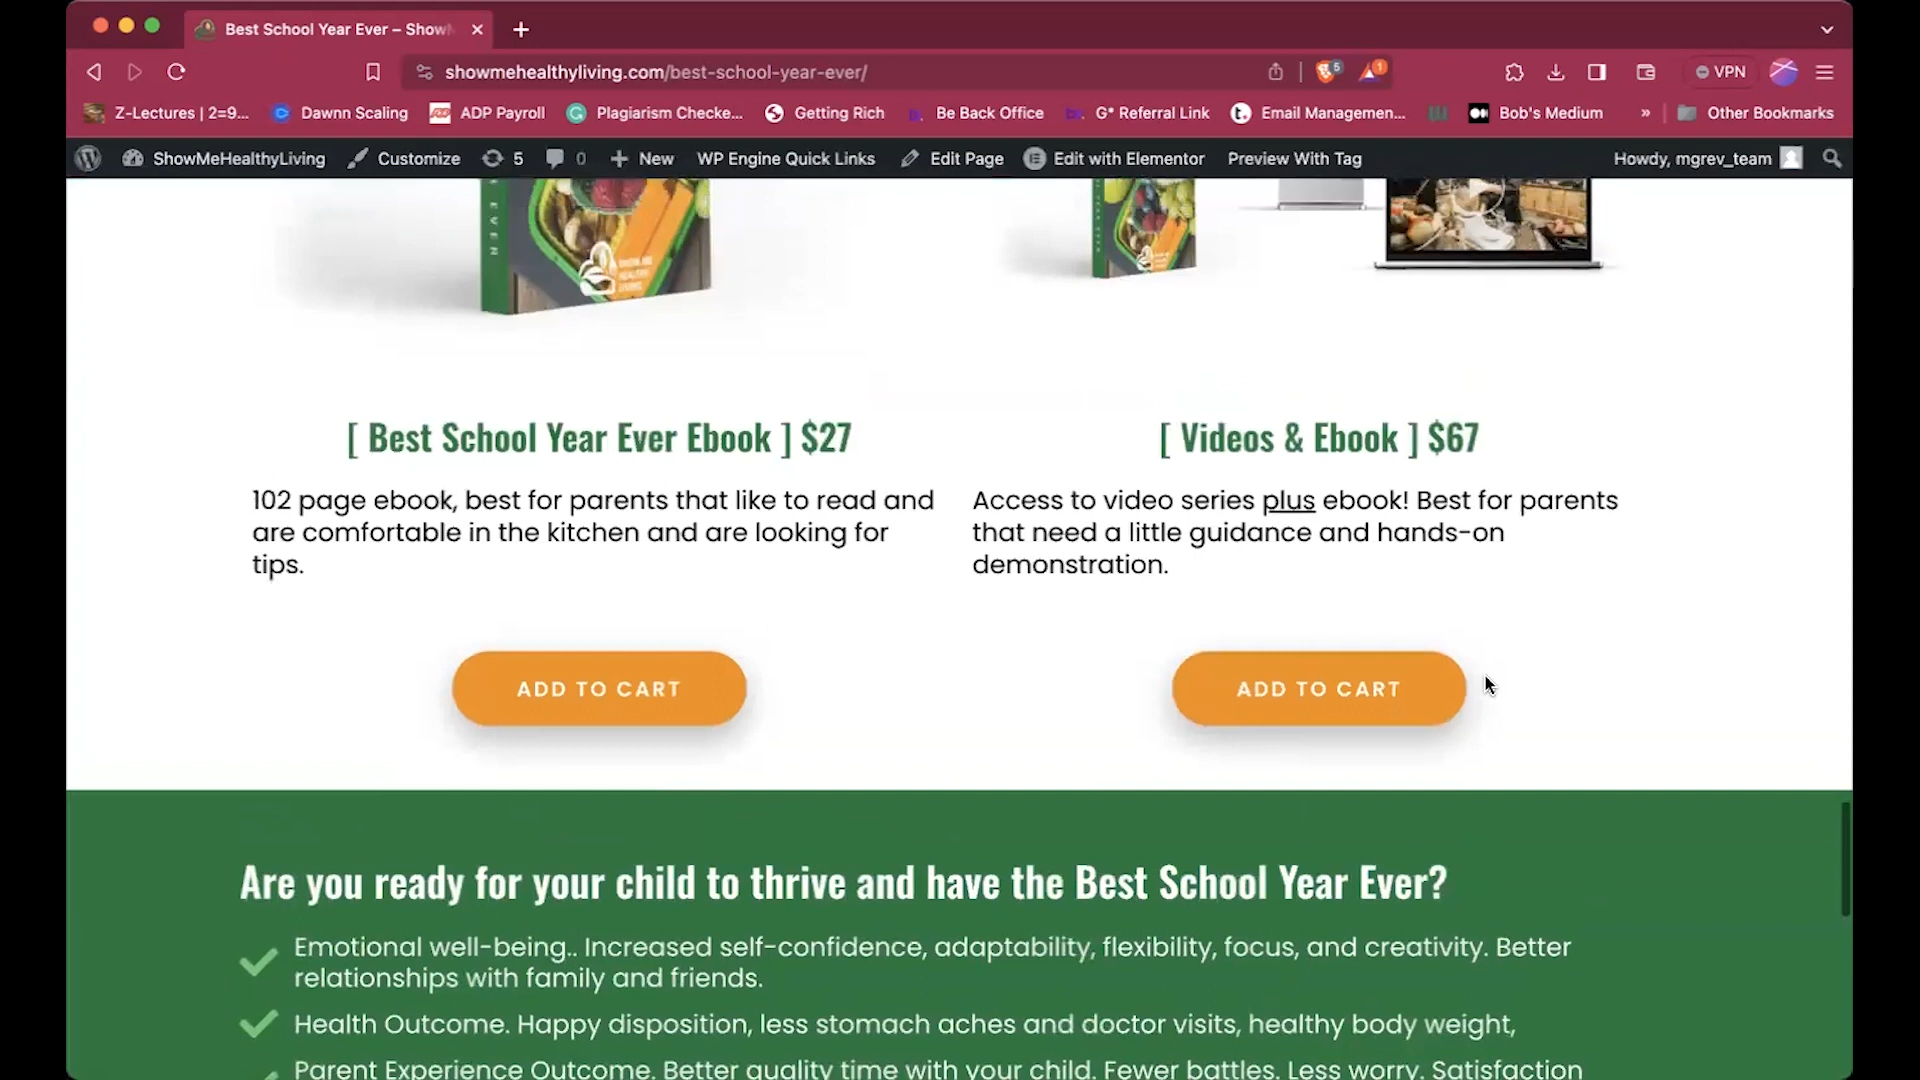 Best School Year Ever – Show
showmehealthyliving.com/best-school-year-ever/
5
1
VPN
Z-Lectures | 2=9...
Dawnn Scaling
ADP Payroll
Plagiarism Checke...
Getting Rich
Be Back Office
G* Referral Link
Email Managemen...
Bob's Medium
»
Other Bookmarks
ShowMeHealthyLiving
Customize
5
0
New
WP Engine Quick Links
Edit Page
Edit with Elementor
Preview With Tag
Howdy, mgrev_team
EVER
SHOW ME
HEALTHY
LIVING
[ Best School Year Ever Ebook ] $27
102 page ebook, best for parents that like to read and
are comfortable in the kitchen and are looking for
tips.
ADD TO CART
[ Videos & Ebook ] $67
Access to video series plus ebook! Best for parents
that need a little guidance and hands-on
demonstration.
ADD TO CART
Are you ready for your child to thrive and have the Best School Year Ever?
Emotional well-being.. Increased self-confidence, adaptability, flexibility, focus, and creativity. Better
relationships with family and friends.
Health Outcome. Happy disposition, less stomach aches and doctor visits, healthy body weight,
Parent Experience Outcome. Better quality time with your child. Fewer battles. Less worry. Satisfaction